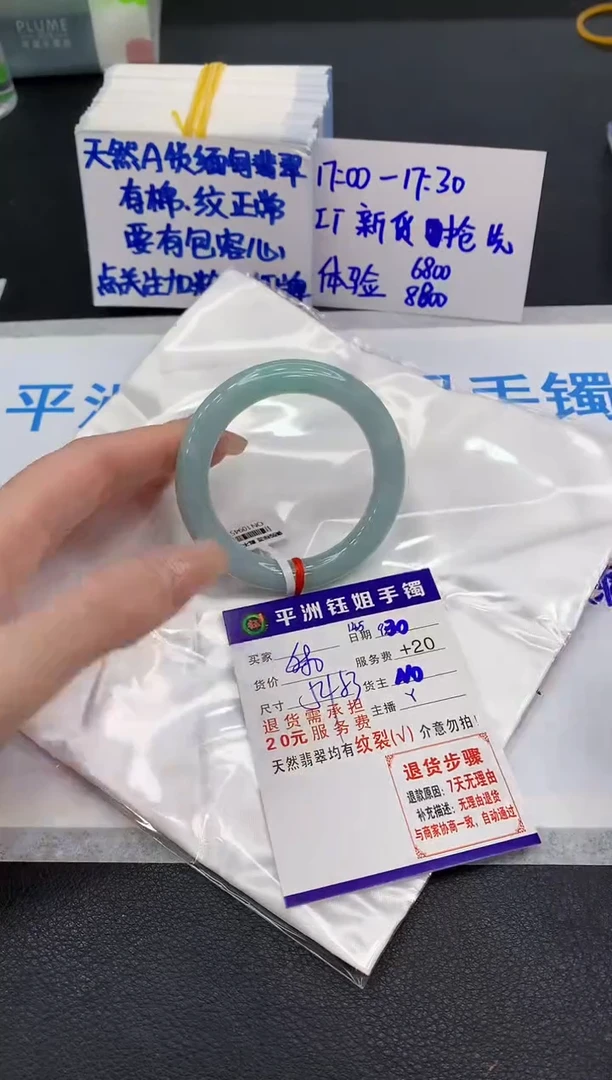 PLUME
天然A货缅甸翡翠
有棉、纹正常
要有包容心
点关注加
17:00-17:30
新货 抢先
体验 6800
8800
平洲 姐手镯
平洲钰姐手镯
买家
日期
货价
服务费 +20
尺寸
货主
主播 Y
退货需承担
20元服务费
天然翡翠均有纹裂(√) 介意勿拍!
退货步骤
退款原因: 7天无理由
补充描述: 无理由退货
与商家协商一致, 自动通过